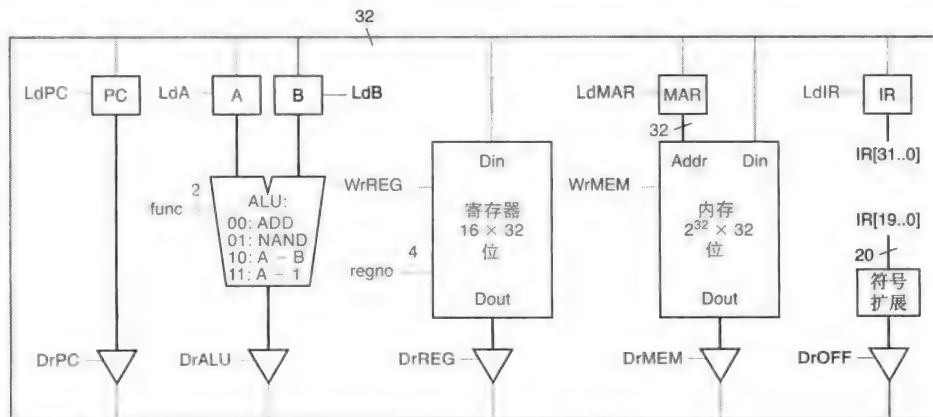 32
LdPC
PC
LdA
A
B
LdB
LdMAR
MAR
LdIR
IR
32
IR[31..0]
Din
Addr
Din
WrREG
WrMEM
2
func
ALU:
00: ADD
01: NAND
10: A − B
11: A − 1
寄存器
16 × 32
位
内存
2³² × 32
位
IR[19..0]
4
regno
20
符号
扩展
Dout
Dout
DrPC
DrALU
DrREG
DrMEM
DrOFF